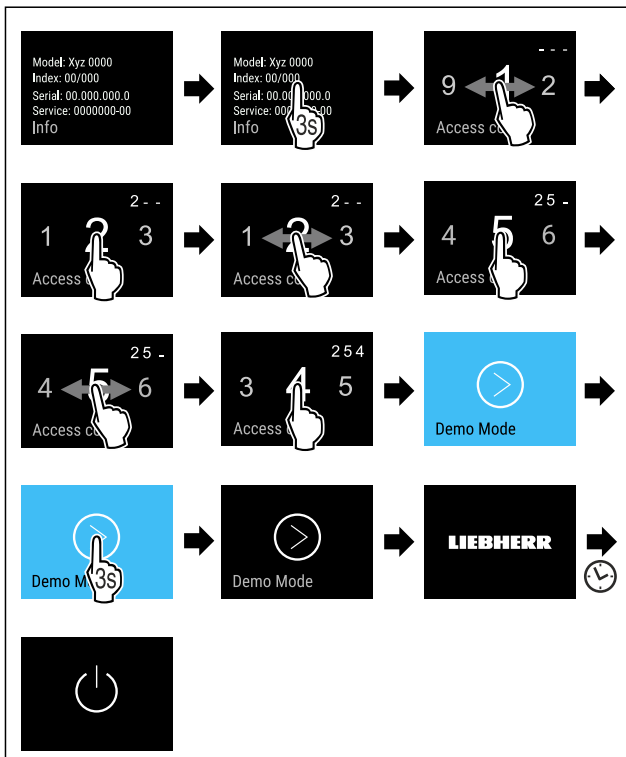 Model: Xyz 0000
Index: 00/000
Serial: 00.000.000.0
Service: 0000000-00
Info
Model: Xyz 0000
Index: 00/000
Serial: 00.00 000.0
Service: 000 -00
Info
3s
- - -
9 1 2
Access co
2 - -
1 2 3
Access c
2 - -
1 2 3
Access co
2 5 -
4 5 6
Access c
2 5 -
4 5 6
Access co
2 5 4
3 4 5
Access c
Demo Mode
Demo M
3s
Demo Mode
LIEBHERR